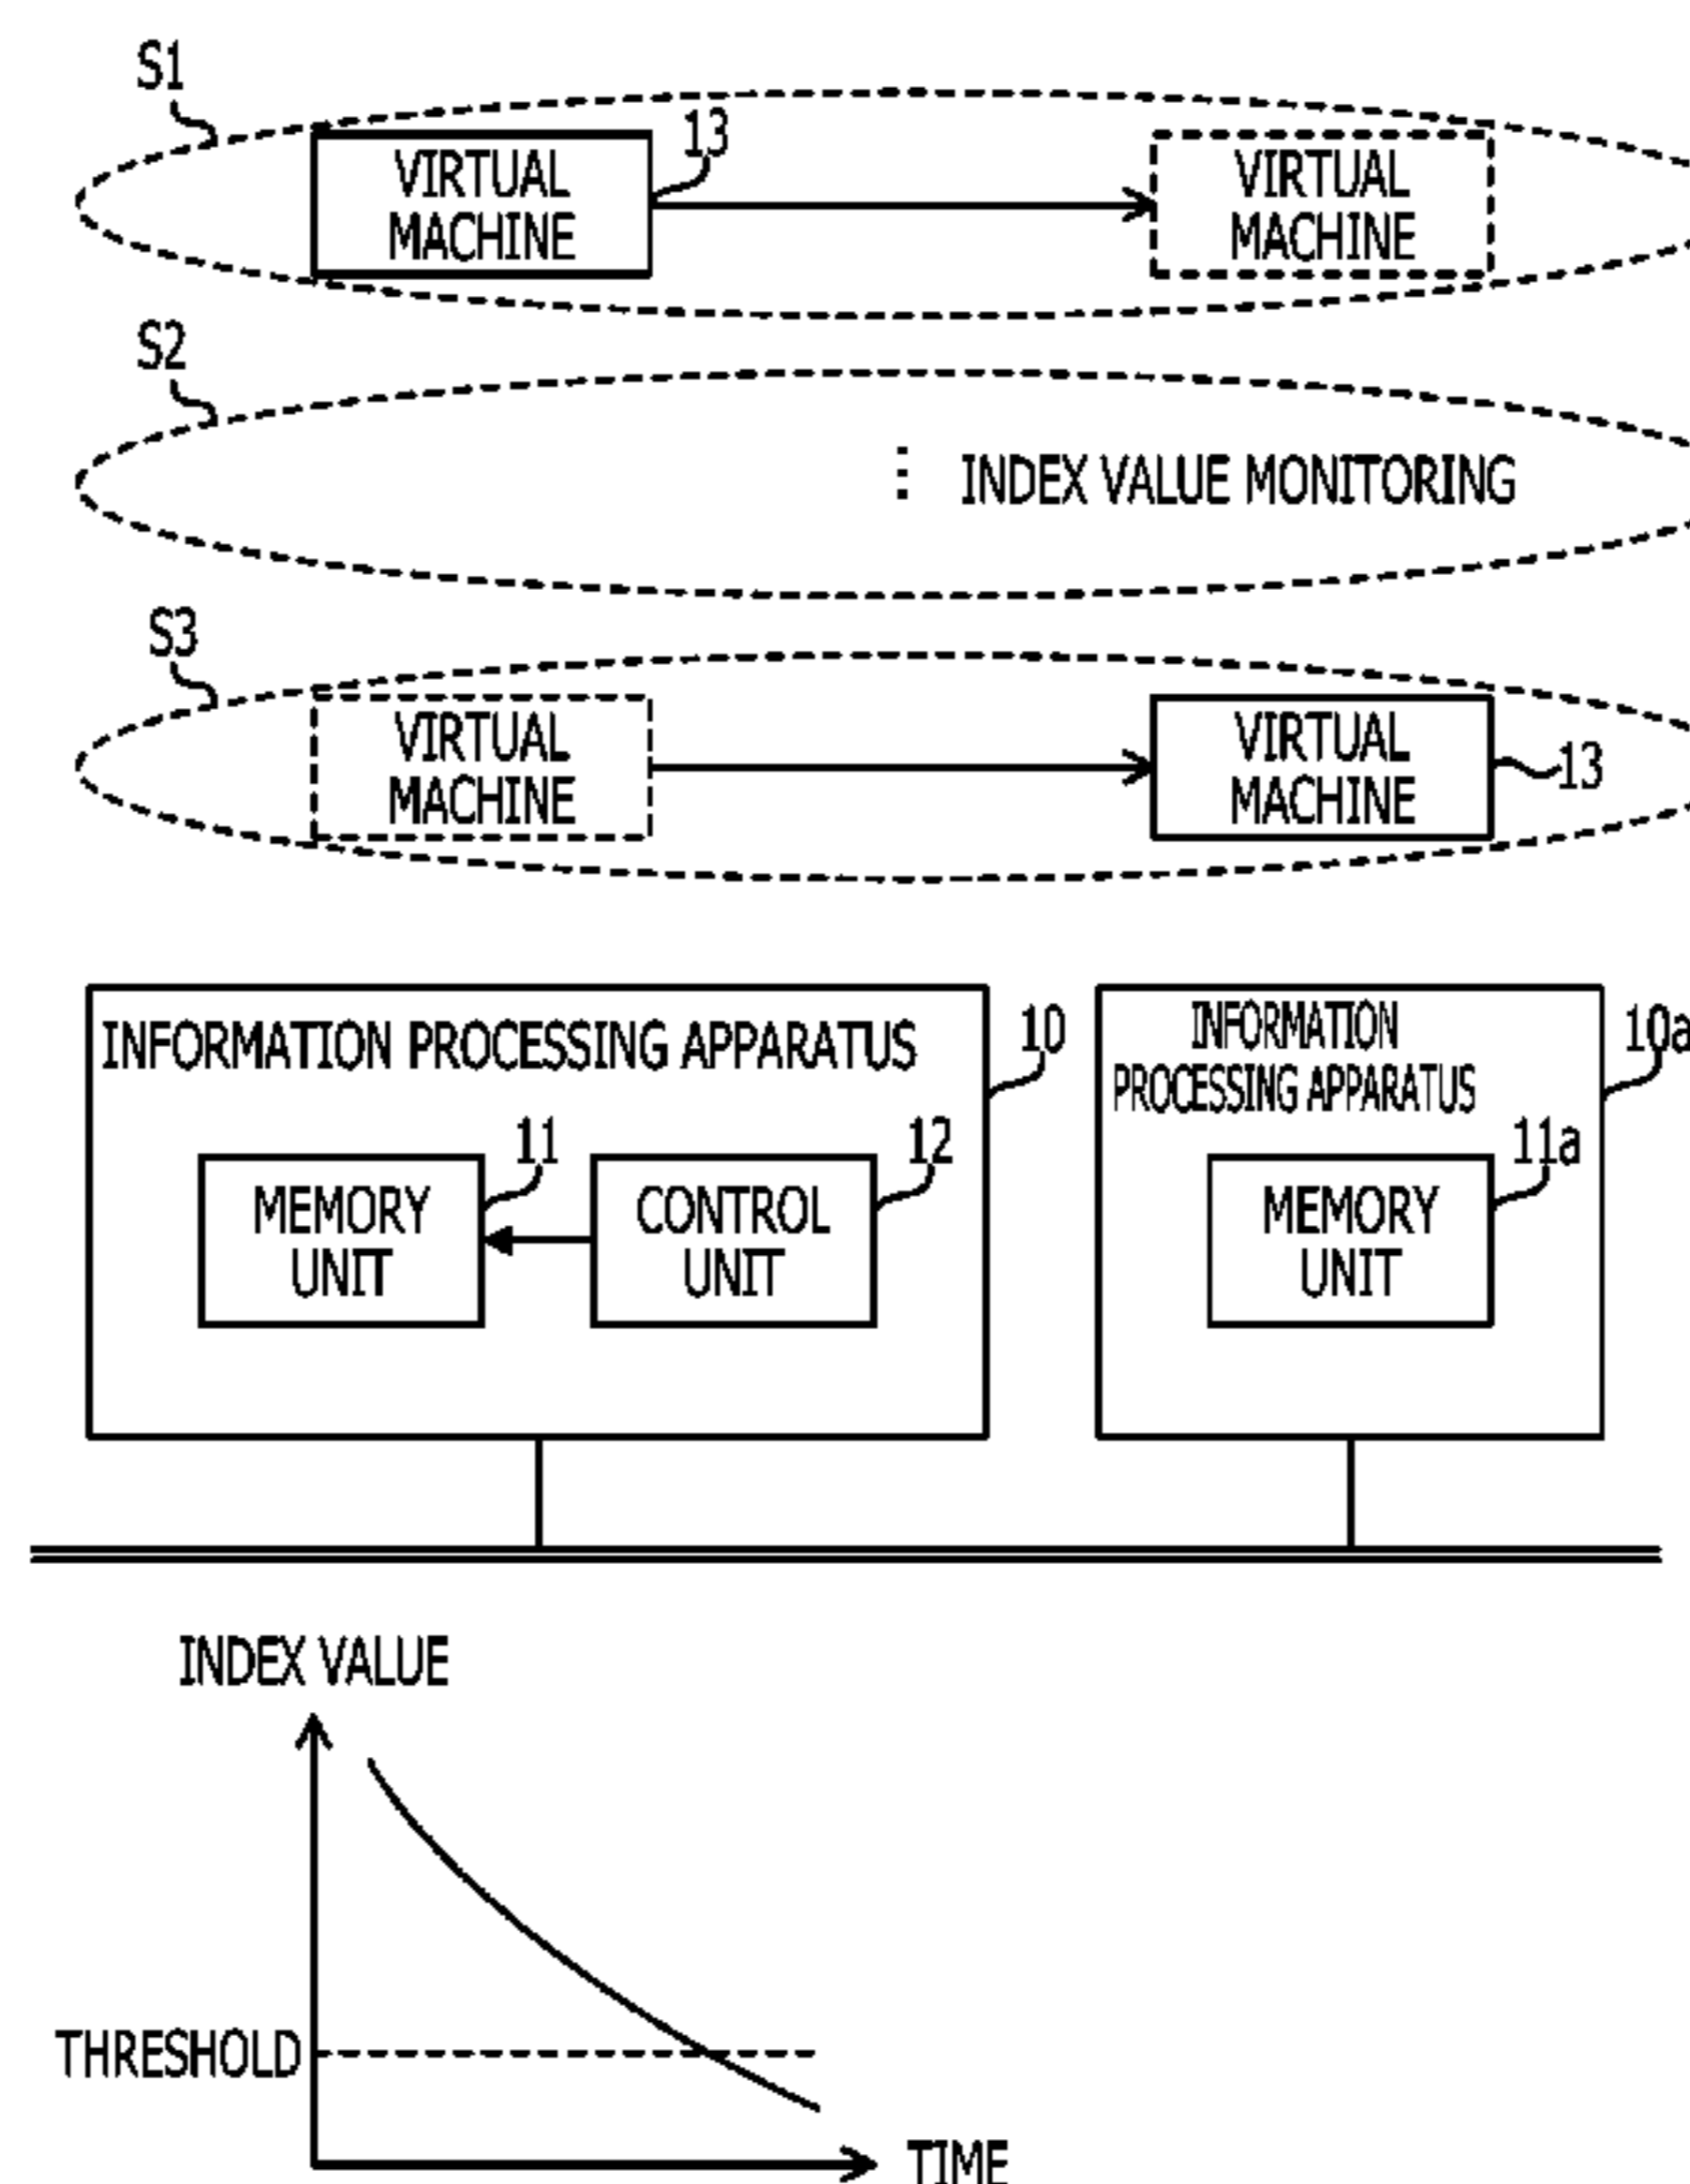 S1
13
VIRTUAL
MACHINE
VIRTUAL
MACHINE
S2
⋮ INDEX VALUE MONITORING
S3
VIRTUAL
MACHINE
VIRTUAL
MACHINE
13
INFORMATION PROCESSING APPARATUS
10
INFORMATION
PROCESSING APPARATUS
10a
11
MEMORY
UNIT
12
CONTROL
UNIT
11a
MEMORY
UNIT
INDEX VALUE
THRESHOLD
TIME